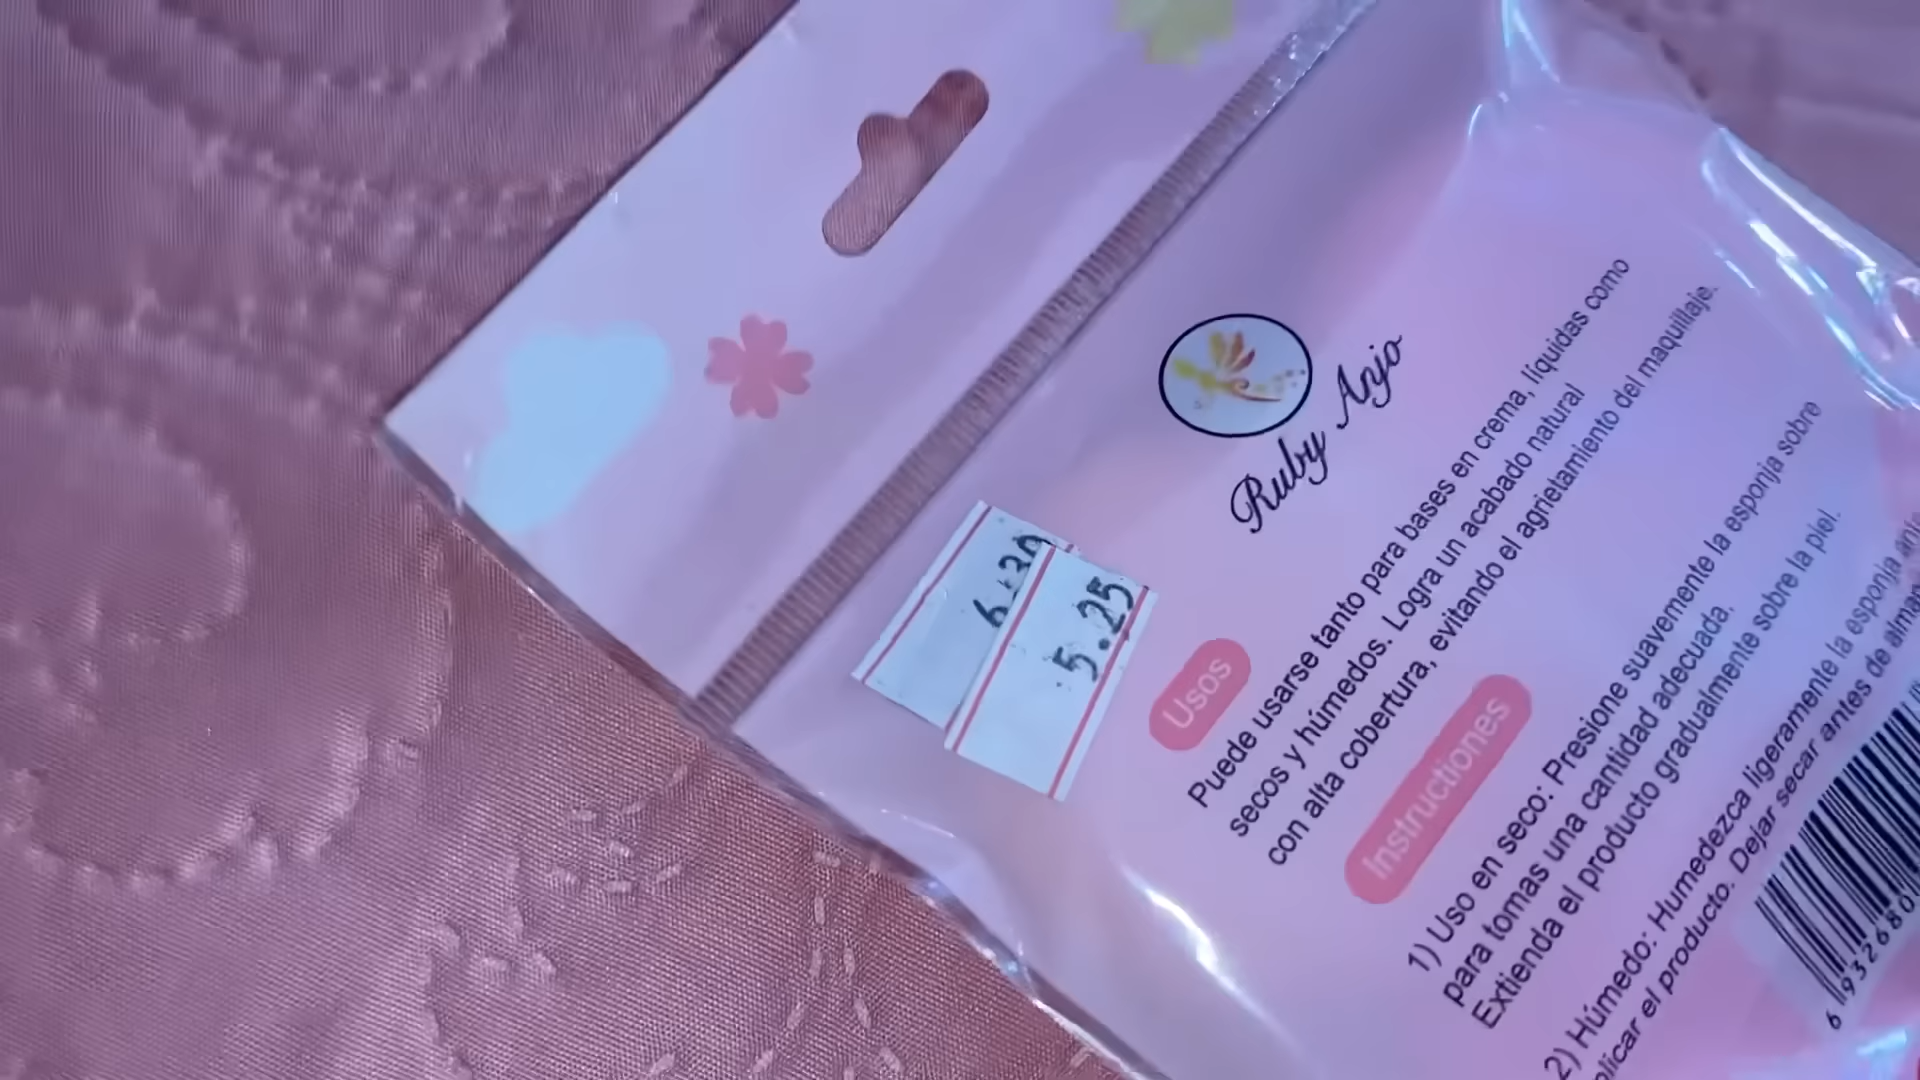 Ruby Anjo
6.30
5.25
Usos
Puede usarse tanto para bases en crema, líquidas como
secos y húmedos. Logra un acabado natural
con alta cobertura, evitando el agrietamiento del maquillaje.
Instructiones
1) Uso en seco: Presione suavemente la esponja sobre
para tomas una cantidad adecuada.
Extienda el producto gradualmente sobre la piel.
2) Húmedo: Humedezca ligeramente la esponja
el producto. Dejar secar antes de
6 932680